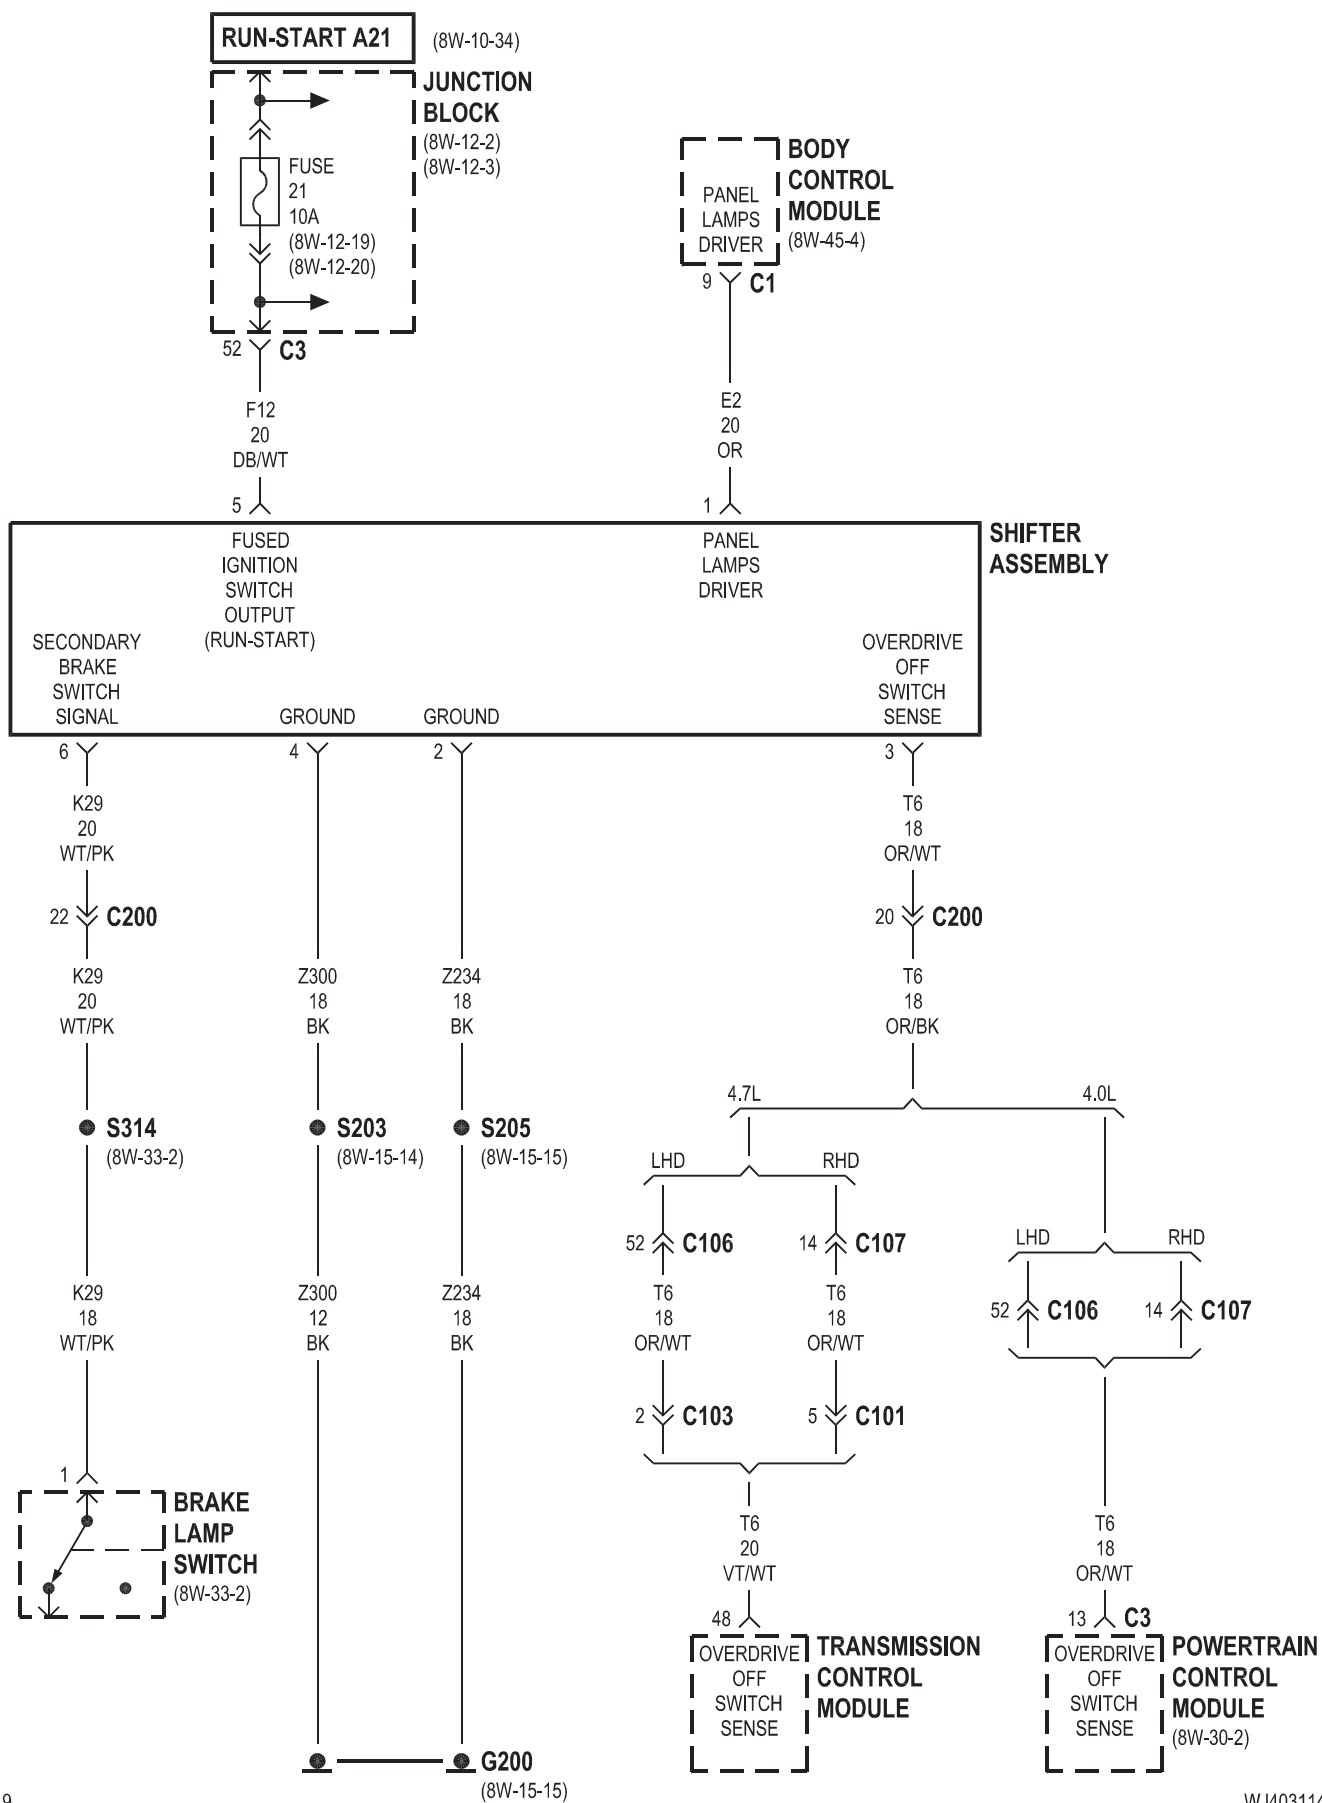 RUN-START A21 (8W-10-34)
JUNCTION
BLOCK
(8W-12-2)
(8W-12-3)
FUSE
21
10A
(8W-12-19)
(8W-12-20)
52 C3
F12
20
DB/WT
5
BODY
CONTROL
MODULE
(8W-45-4)
PANEL
LAMPS
DRIVER
9 C1
E2
20
OR
1
SHIFTER
ASSEMBLY
FUSED
IGNITION
SWITCH
OUTPUT
(RUN-START)
PANEL
LAMPS
DRIVER
SECONDARY
BRAKE
SWITCH
SIGNAL
GROUND
GROUND
OVERDRIVE
OFF
SWITCH
SENSE
6
4
2
3
K29
20
WT/PK
22 C200
K29
20
WT/PK
S314
(8W-33-2)
K29
18
WT/PK
1
BRAKE
LAMP
SWITCH
(8W-33-2)
Z300
18
BK
S203
(8W-15-14)
Z300
12
BK
Z234
18
BK
S205
(8W-15-15)
Z234
18
BK
G200
(8W-15-15)
T6
18
OR/WT
20 C200
T6
18
OR/BK
4.7L
4.0L
LHD
RHD
52 C106
14 C107
T6
18
OR/WT
T6
18
OR/WT
2 C103
5 C101
T6
20
VT/WT
48
OVERDRIVE
OFF
SWITCH
SENSE
TRANSMISSION
CONTROL
MODULE
LHD
RHD
52 C106
14 C107
T6
18
OR/WT
13 C3
OVERDRIVE
OFF
SWITCH
SENSE
POWERTRAIN
CONTROL
MODULE
(8W-30-2)
9